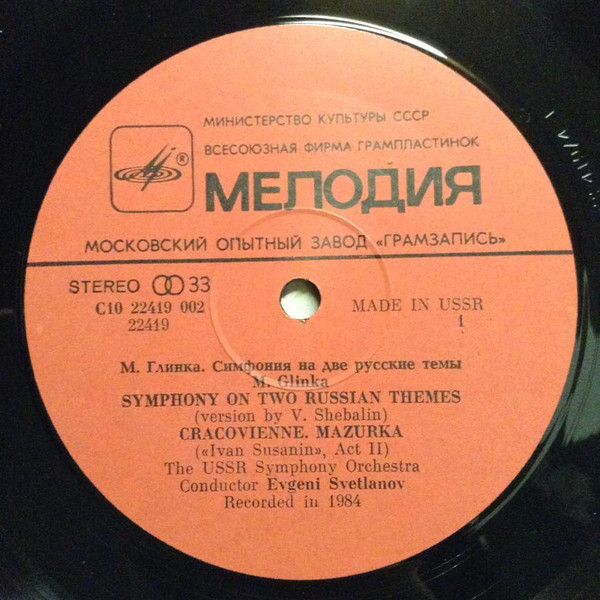 МИНИСТЕРСТВО КУЛЬТУРЫ СССР
ВСЕСОЮЗНАЯ ФИРМА ГРАМПЛАСТИНОК
®
МЕЛОДИЯ
МОСКОВСКИЙ ОПЫТНЫЙ ЗАВОД «ГРАМЗАПИСЬ»
STEREO 33
С10 22419 002
22419
MADE IN USSR
1
М. Глинка. Симфония на две русские темы
M. Glinka
SYMPHONY ON TWO RUSSIAN THEMES
(version by V. Shebalin)
CRACOVIENNE. MAZURKA
(«Ivan Susanin», Act II)
The USSR Symphony Orchestra
Conductor Evgeni Svetlanov
Recorded in 1984